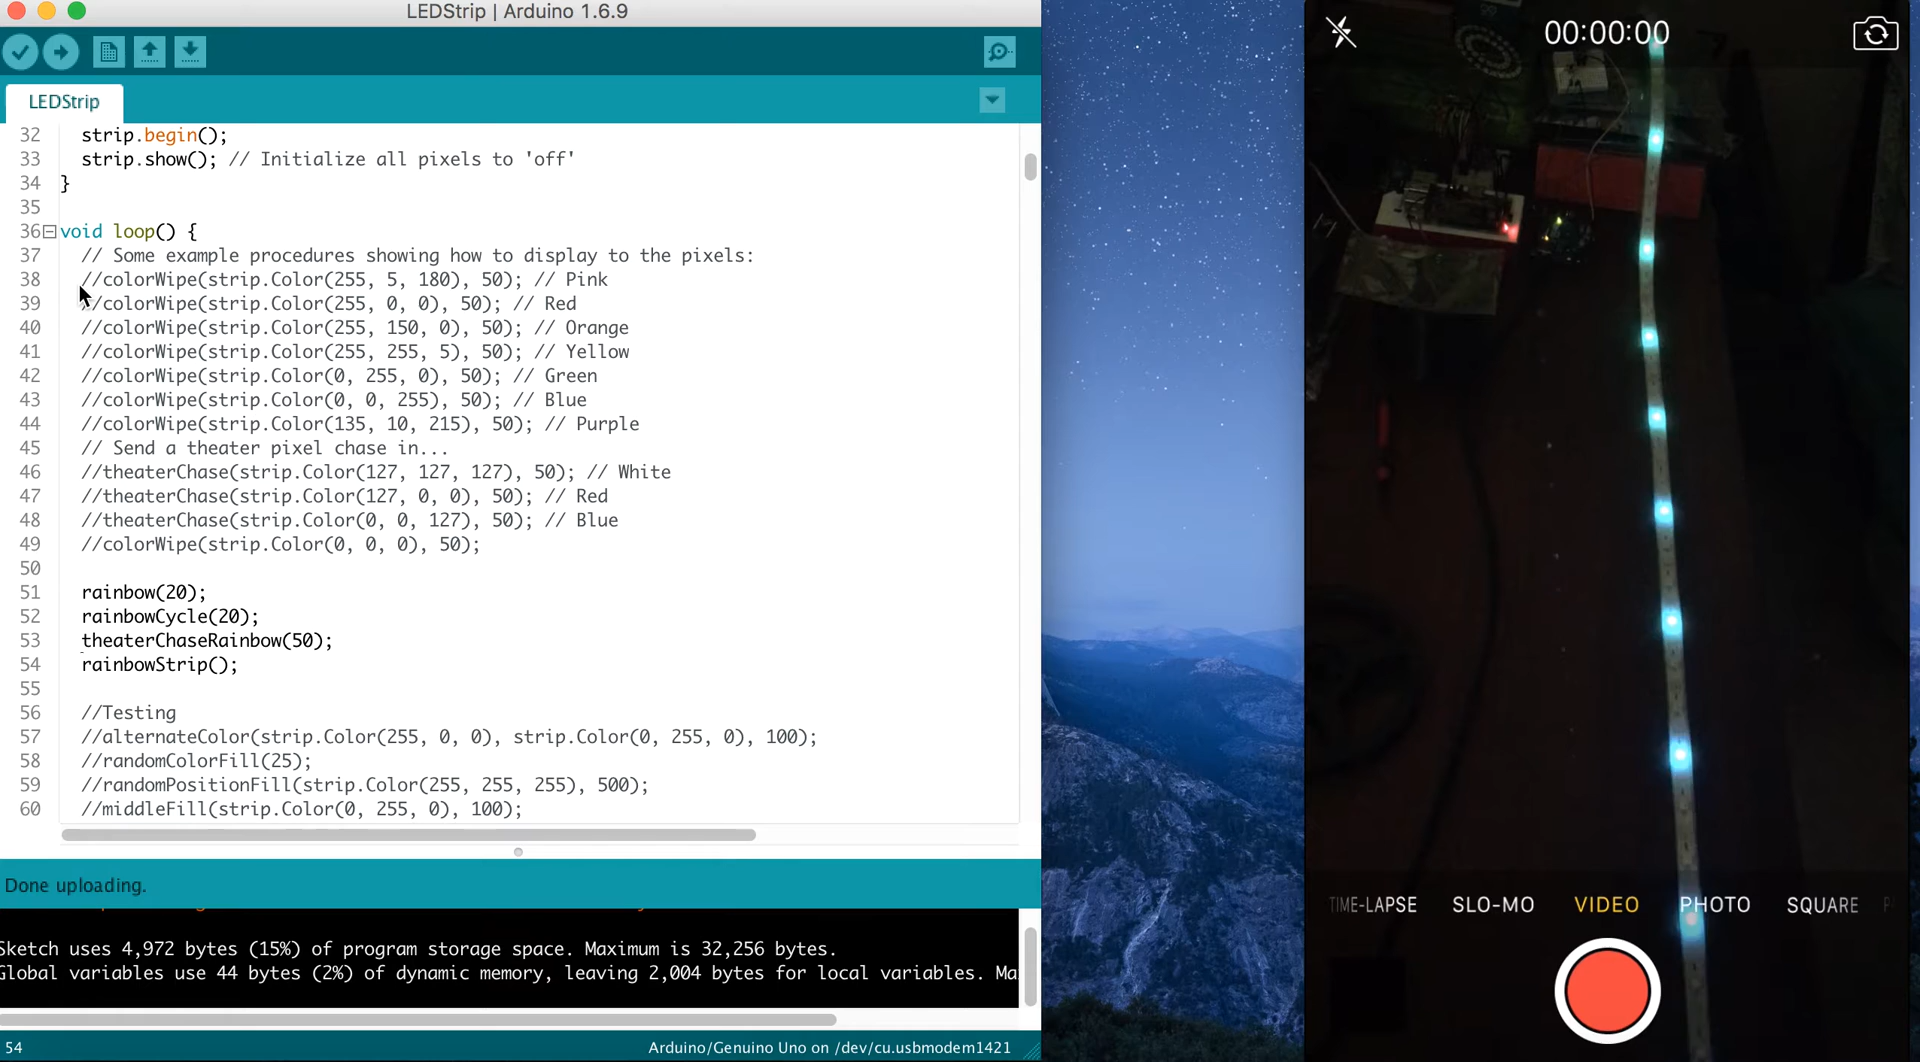 LEDStrip | Arduino 1.6.9
LEDStrip
32 strip.begin();
33 strip.show(); // Initialize all pixels to 'off'
34 }
35
36 void loop() {
37 // Some example procedures showing how to display to the pixels:
38 //colorWipe(strip.Color(255, 5, 180), 50); // Pink
39 //colorWipe(strip.Color(255, 0, 0), 50); // Red
40 //colorWipe(strip.Color(255, 150, 0), 50); // Orange
41 //colorWipe(strip.Color(255, 255, 5), 50); // Yellow
42 //colorWipe(strip.Color(0, 255, 0), 50); // Green
43 //colorWipe(strip.Color(0, 0, 255), 50); // Blue
44 //colorWipe(strip.Color(135, 10, 215), 50); // Purple
45 // Send a theater pixel chase in...
46 //theaterChase(strip.Color(127, 127, 127), 50); // White
47 //theaterChase(strip.Color(127, 0, 0), 50); // Red
48 //theaterChase(strip.Color(0, 0, 127), 50); // Blue
49 //colorWipe(strip.Color(0, 0, 0), 50);
50
51 rainbow(20);
52 rainbowCycle(20);
53 theaterChaseRainbow(50);
54 rainbowStrip();
55
56 //Testing
57 //alternateColor(strip.Color(255, 0, 0), strip.Color(0, 255, 0), 100);
58 //randomColorFill(25);
59 //randomPositionFill(strip.Color(255, 255, 255), 500);
60 //middleFill(strip.Color(0, 255, 0), 100);
Done uploading.
Sketch uses 4,972 bytes (15%) of program storage space. Maximum is 32,256 bytes.
Global variables use 44 bytes (2%) of dynamic memory, leaving 2,004 bytes for local variables. Ma
54 Arduino/Genuino Uno on /dev/cu.usbmodem1421
00:00:00
TIME-LAPSE SLO-MO VIDEO PHOTO SQUARE